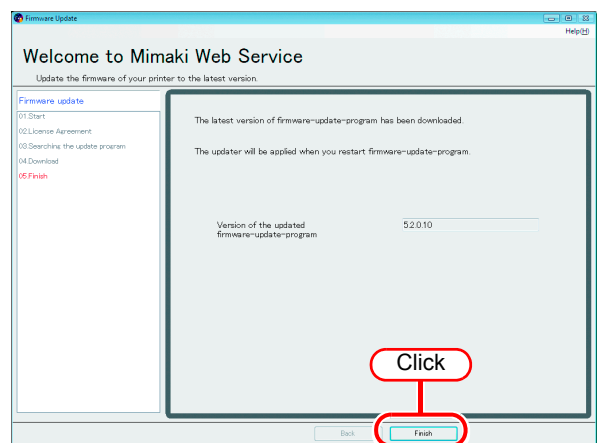 Firmware Update
Help(H)
Welcome to Mimaki Web Service
Update the firmware of your printer to the latest version.
Firmware update
01.Start
02.License Agreement
03.Searching the update program
04.Download
05.Finish
The latest version of firmware-update-program has been downloaded.
The updater will be applied when you restart firmware-update-program.
Version of the updated
firmware-update-program
5.2.0.10
Click
Back
Finish